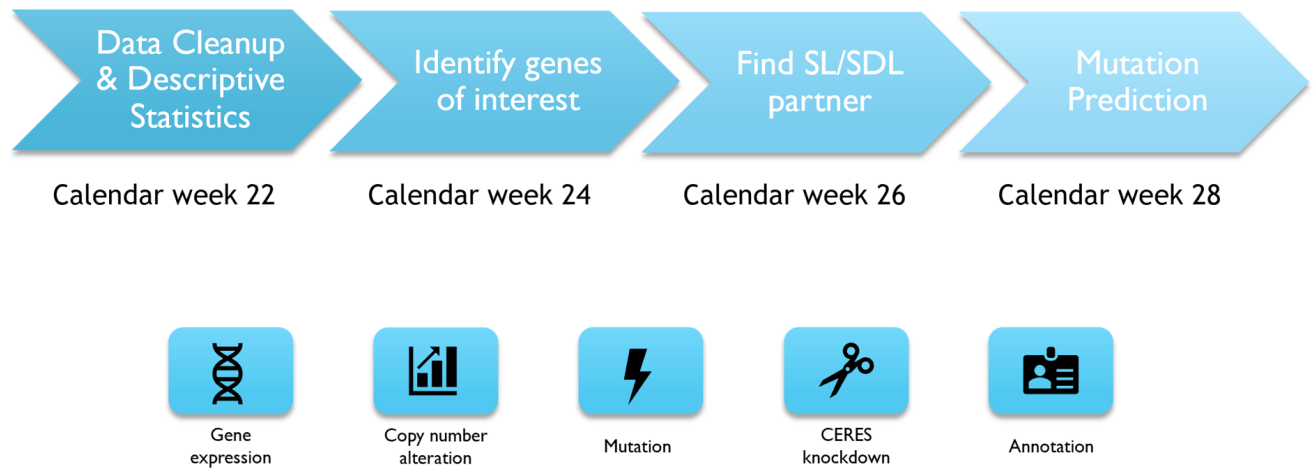 Data Cleanup
& Descriptive
Statistics
Identify genes
of interest
Find SL/SDL
partner
Mutation
Prediction
Calendar week 22
Calendar week 24
Calendar week 26
Calendar week 28
Gene
expression
Copy number
alteration
Mutation
CERES
knockdown
Annotation